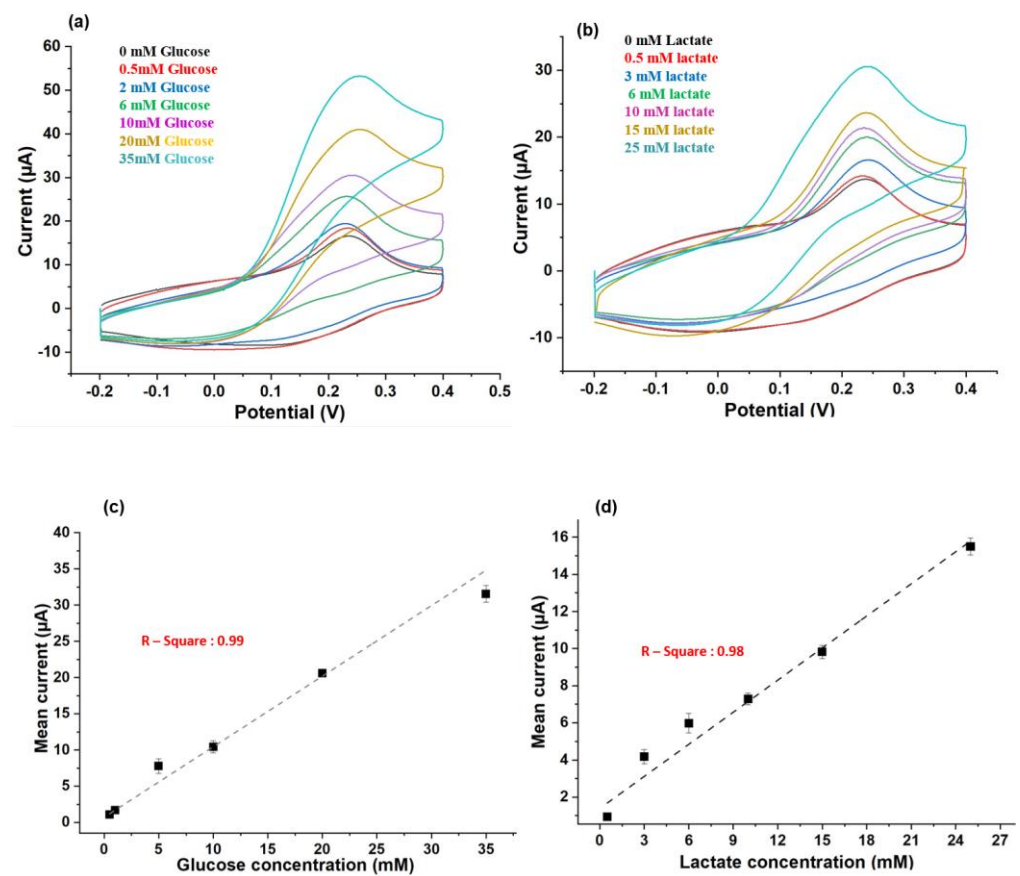 (a)
0 mM Glucose
0.5mM Glucose
2 mM Glucose
6 mM Glucose
10mM Glucose
20mM Glucose
35mM Glucose
60
50
40
30
20
10
0
-10
Current (µA)
-0.2
-0.1
0.0
0.1
0.2
0.3
0.4
0.5
Potential (V)
(b)
0 mM Lactate
0.5 mM lactate
3 mM lactate
6 mM lactate
10 mM lactate
15 mM lactate
25 mM lactate
30
20
10
0
-10
Current (µA)
-0.2
-0.1
0.0
0.1
0.2
0.3
0.4
Potential (V)
(c)
40
35
30
25
20
15
10
5
0
Mean current (µA)
R – Square : 0.99
0
5
10
15
20
25
30
35
Glucose concentration (mM)
(d)
16
14
12
10
8
6
4
2
Mean current (µA)
R – Square : 0.98
0
3
6
9
12
15
18
21
24
27
Lactate concentration (mM)